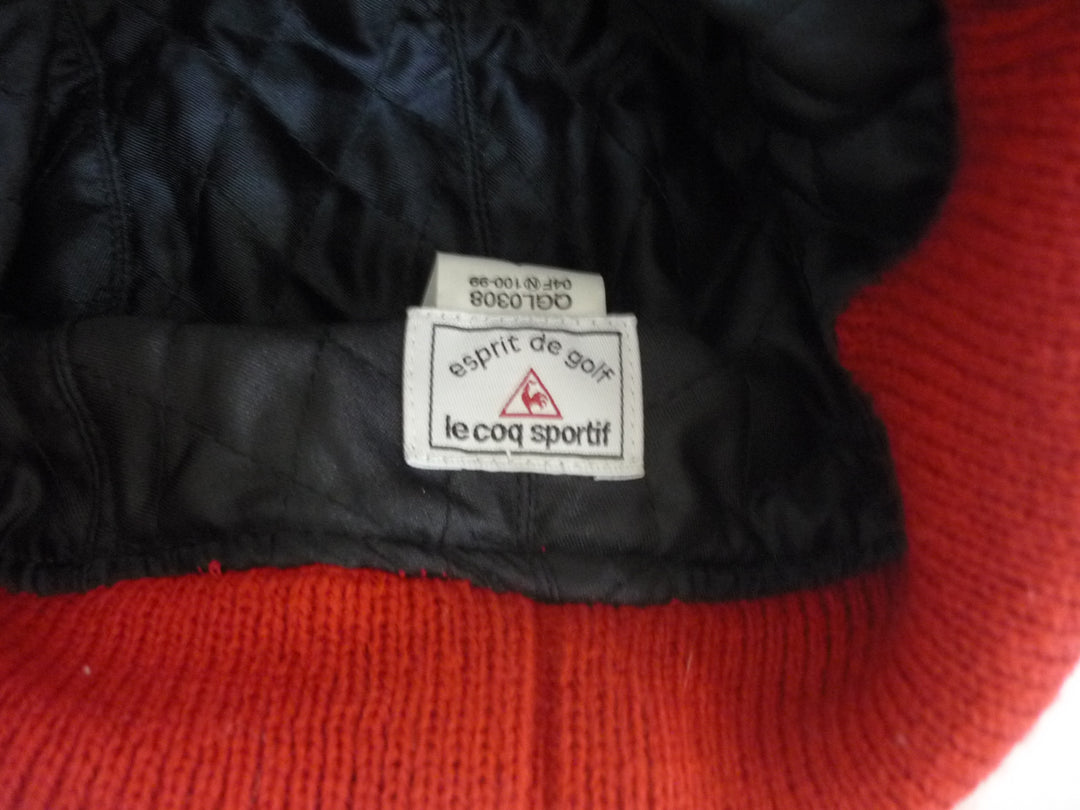 QGL0308
04F Ⓝ 100-99
esprit de golf
le coq sportif